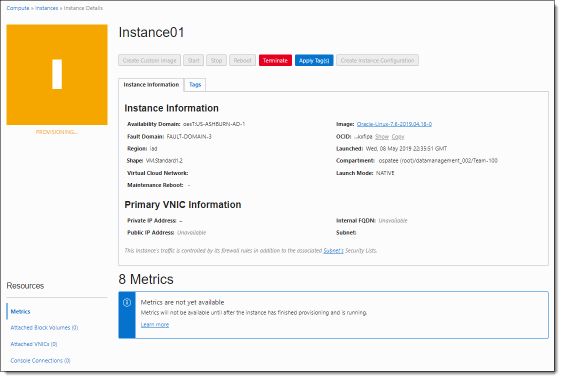 Compute » Instances » Instance Details
I
PROVISIONING...
Instance01
Create Custom Image Start Stop Reboot Terminate Apply Tag(s) Create Instance Configuration
Instance Information Tags
Instance Information
Availability Domain: oesT:US-ASHBURN-AD-1
Image: Oracle-Linux-7.6-2019.04.18-0
Fault Domain: FAULT-DOMAIN-3
OCID: ...iofipa Show Copy
Region: iad
Launched: Wed, 08 May 2019 22:35:51 GMT
Shape: VM.Standard1.2
Compartment: ospatee (root)/datamanagement_002/Team-100
Virtual Cloud Network:
Launch Mode: NATIVE
Maintenance Reboot: -
Primary VNIC Information
Private IP Address: –
Internal FQDN: Unavailable
Public IP Address: Unavailable
Subnet:
This Instance's traffic is controlled by its firewall rules in addition to the associated Subnet's Security Lists.
Resources
Metrics
Attached Block Volumes (0)
Attached VNICs (0)
Console Connections (0)
8 Metrics
Metrics are not yet available
Metrics will not be available until after the instance has finished provisioning and is running.
Learn more